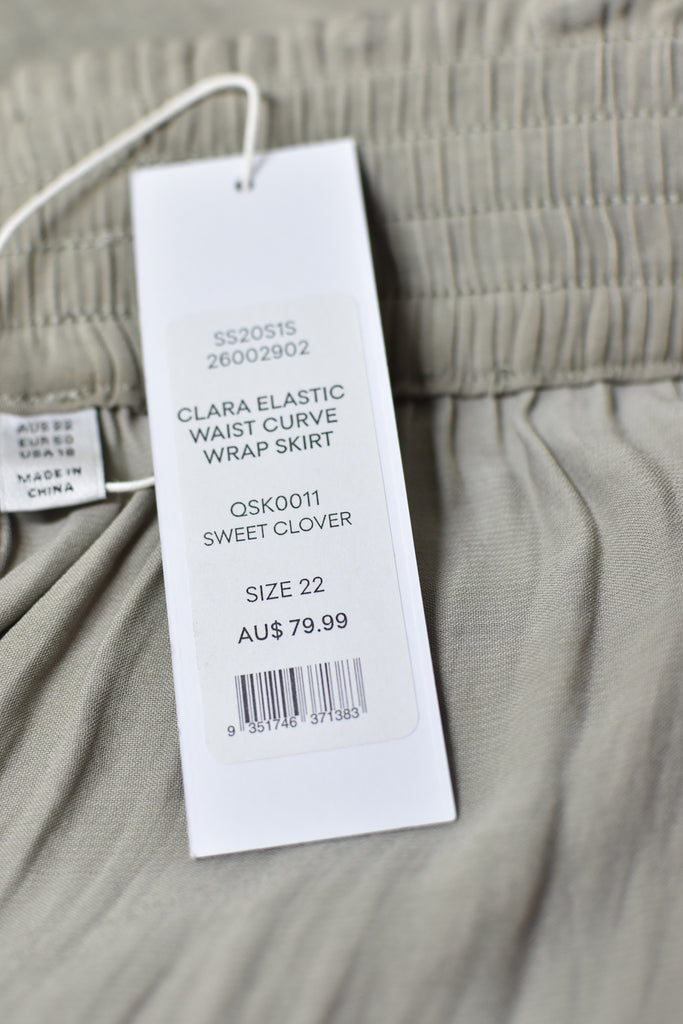 SS20S1S
26002902
CLARA ELASTIC
WAIST CURVE
WRAP SKIRT
QSK0011
SWEET CLOVER
SIZE 22
AU$ 79.99
9 351746 371383
AUS 22
EUR 50
USA 18
MADE IN
CHINA